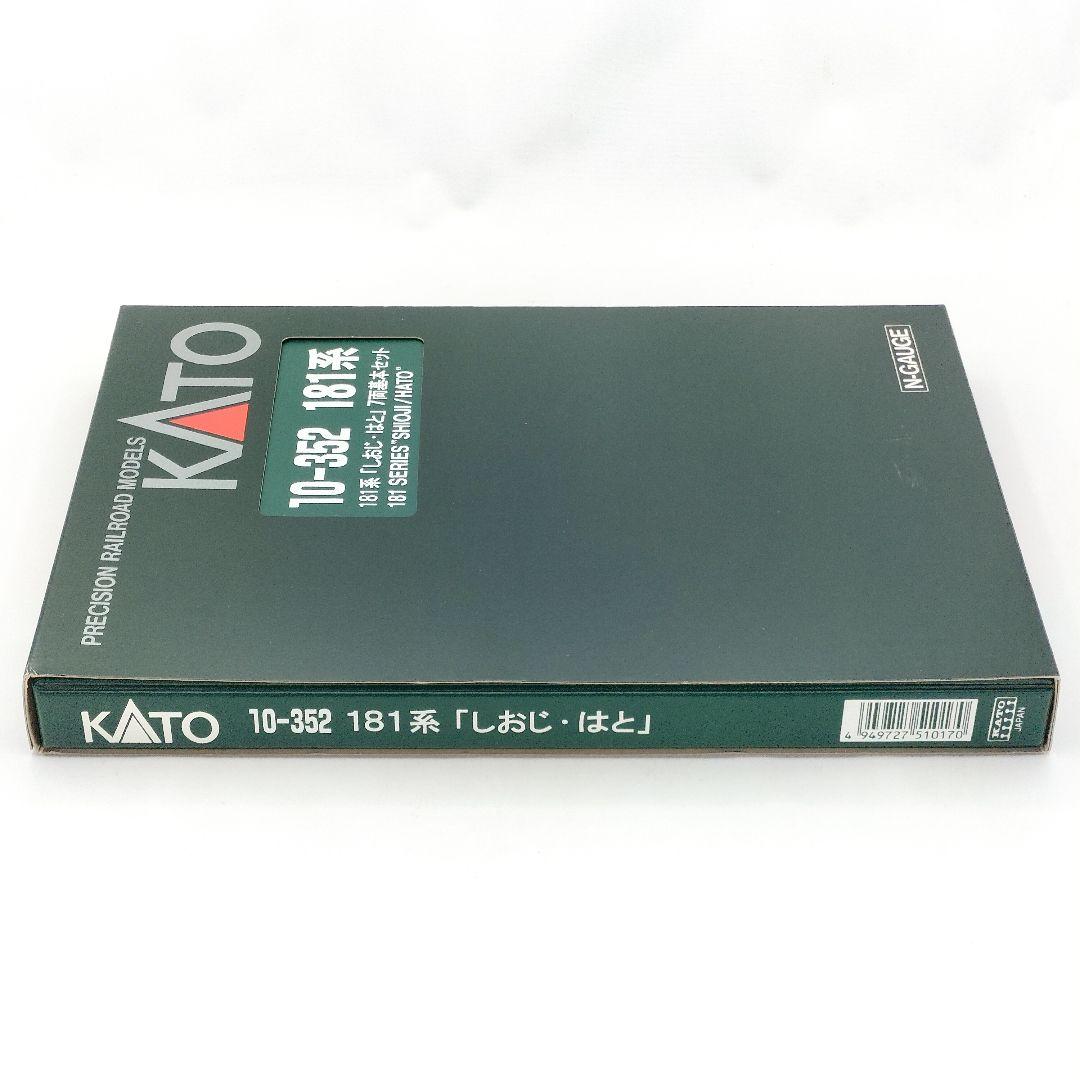 PRECISION RAILROAD MODELS
KATO
10-352 181系
181系「しおじ・はと」7両基本セット
181 SERIES "SHIOJI/HATO"
N-GAUGE
KATO 10-352 181系「しおじ・はと」
4 949727 510170
KATO
JAPAN